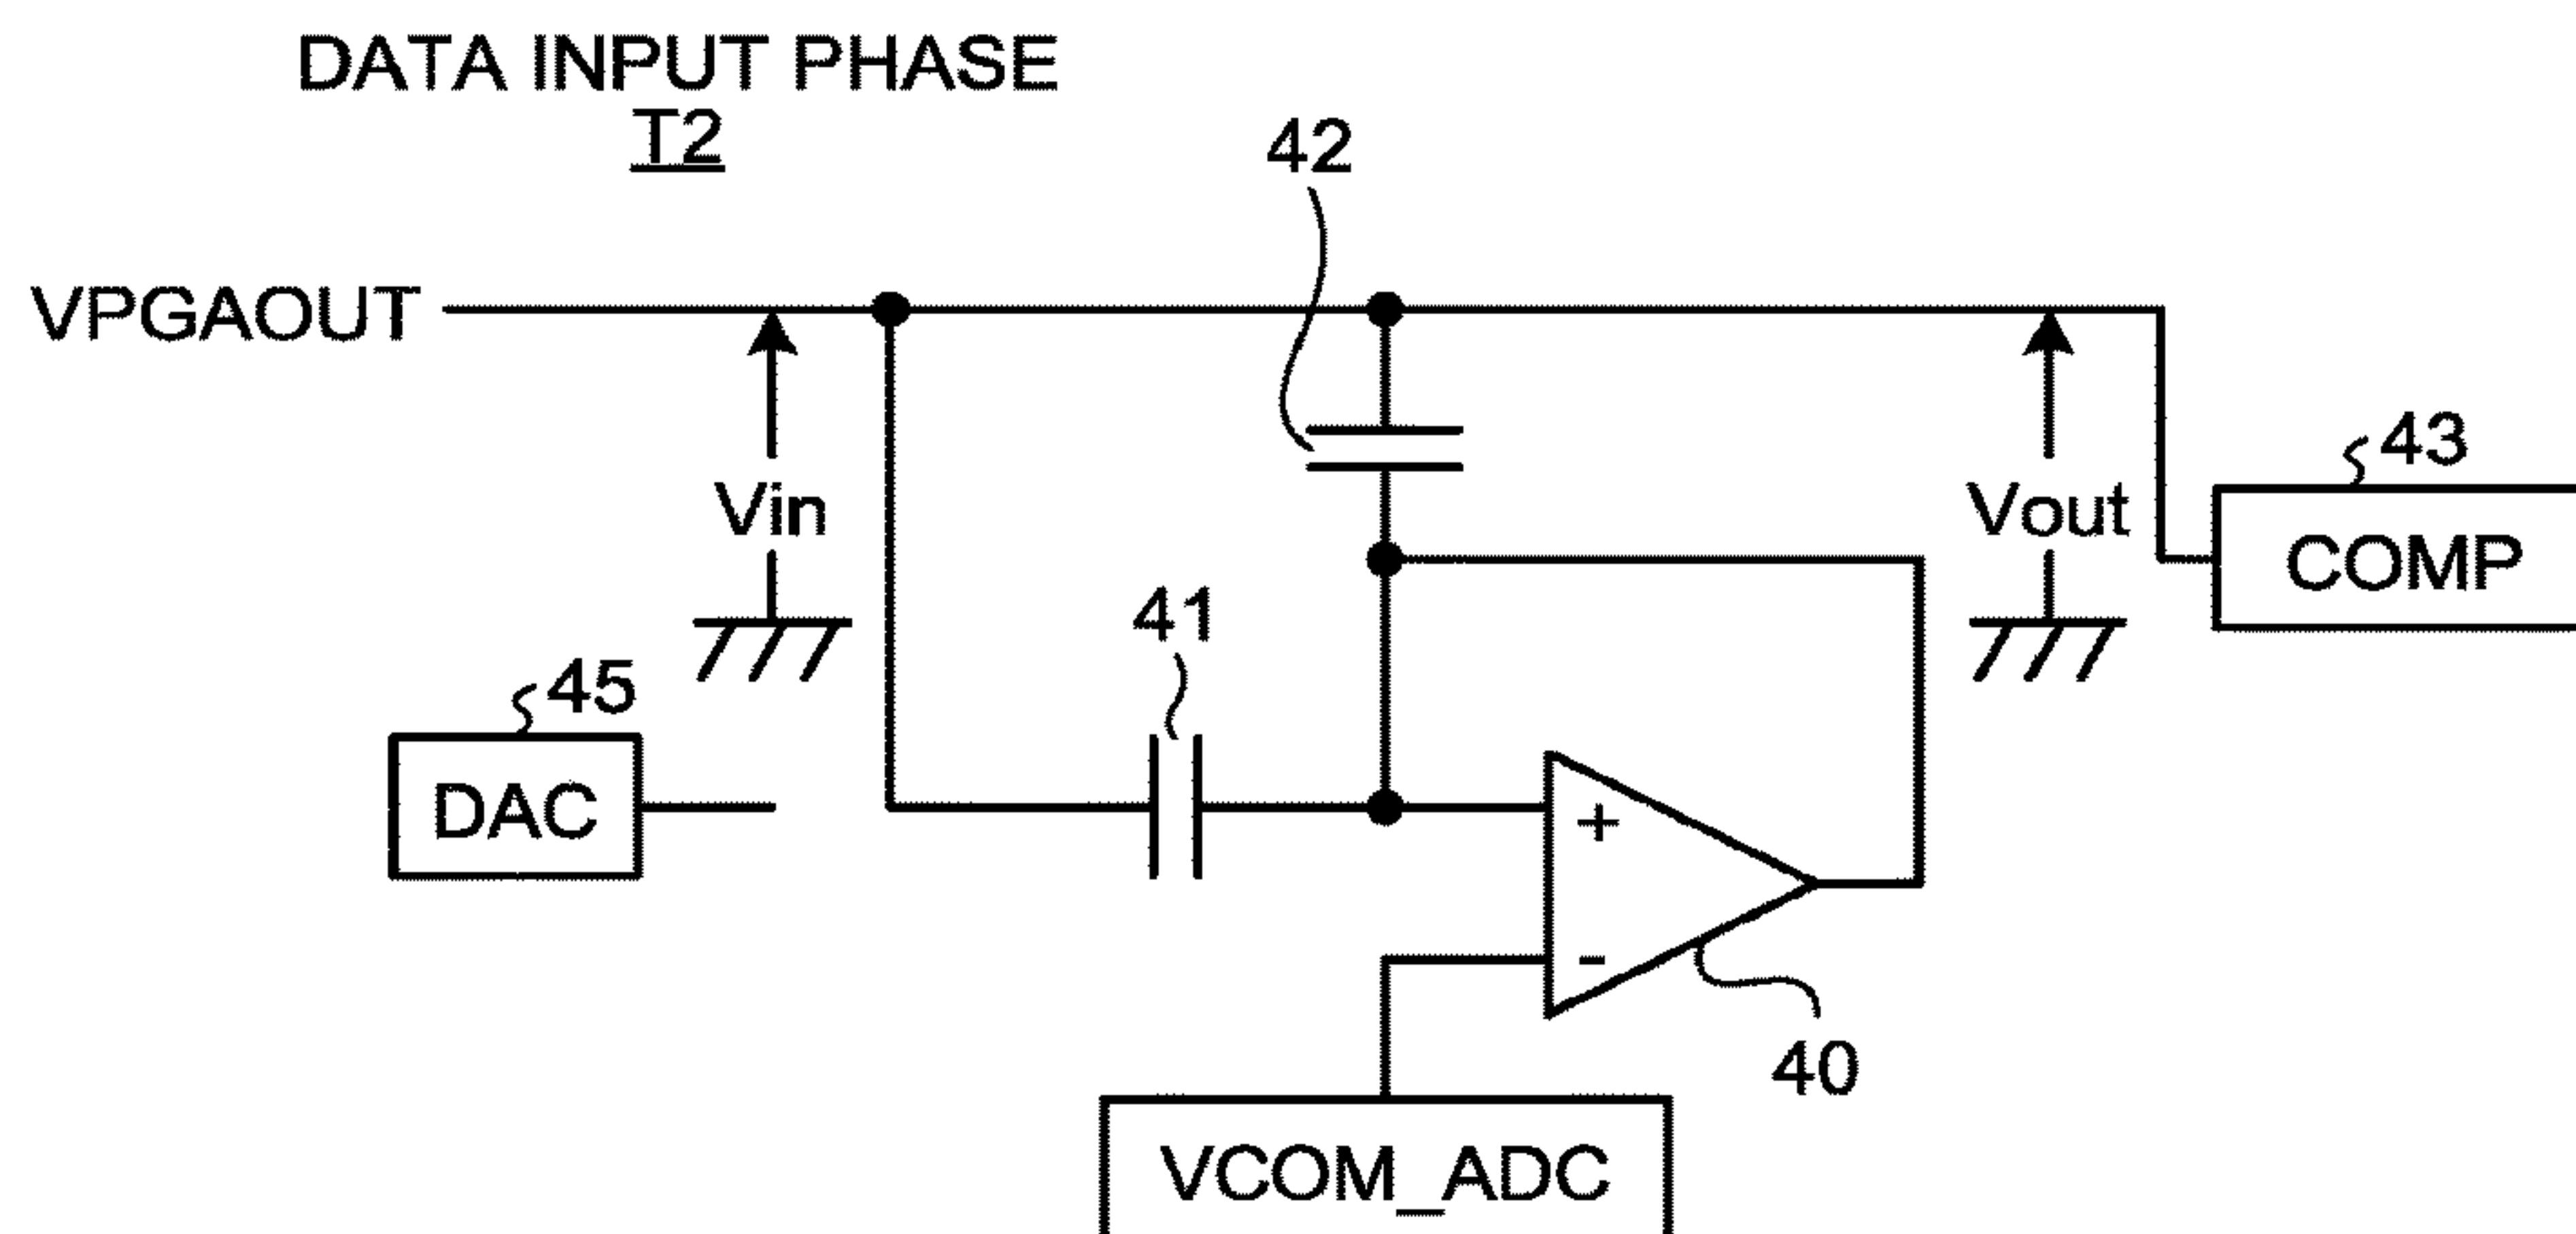 DATA INPUT PHASE
T2
42
VPGAOUT
Vin
Vout
43
COMP
41
45
DAC
+
-
40
VCOM_ADC